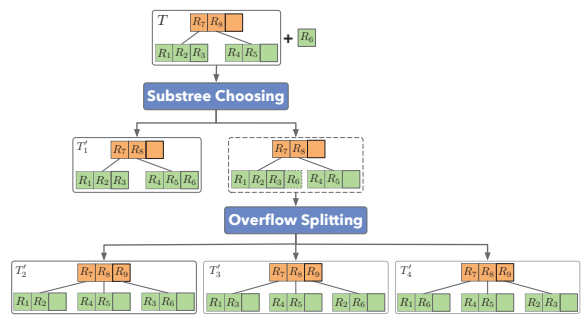 T R7 R8 + R6
R1 R2 R3 R4 R5
Substree Choosing
T′1 R7 R8 R7 R8
R1 R2 R3 R4 R5 R6 R1 R2 R3 R6 R4 R5
Overflow Splitting
T′2 R7 R8 R9 T′3 R7 R8 R9 T′4 R7 R8 R9
R1 R2 R4 R5 R3 R6 R1 R3 R4 R5 R2 R6 R1 R6 R4 R5 R2 R3